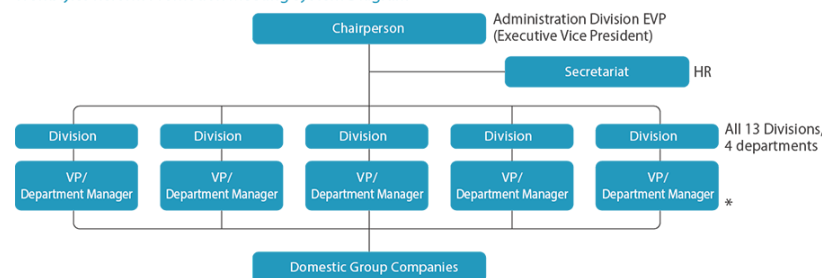 Chairperson
Administration Division EVP
(Executive Vice President)
Secretariat
HR
Division
Division
Division
Division
Division
All 13 Divisions,
4 departments
VP/
Department Manager
VP/
Department Manager
VP/
Department Manager
VP/
Department Manager
VP/
Department Manager
*
Domestic Group Companies